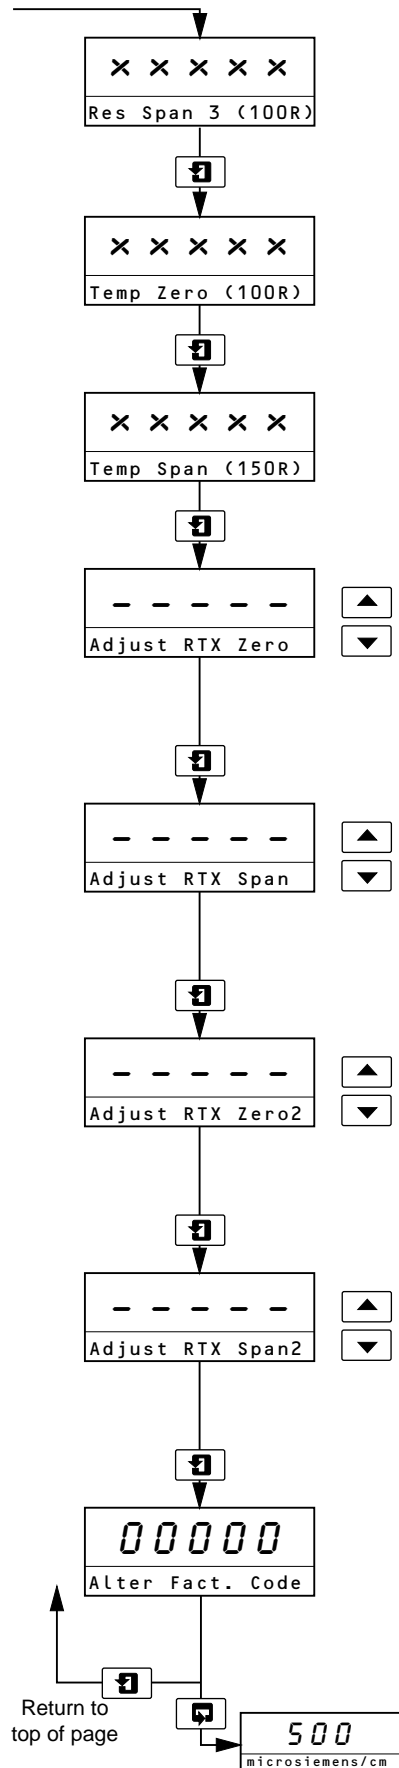 × × × × ×
Res Span 3 (100R)
× × × × ×
Temp Zero (100R)
× × × × ×
Temp Span (150R)
– – – – –
Adjust RTX Zero
– – – – –
Adjust RTX Span
– – – – –
Adjust RTX Zero2
– – – – –
Adjust RTX Span2
00000
Alter Fact. Code
Return to
top of page
500
microsiemens/cm